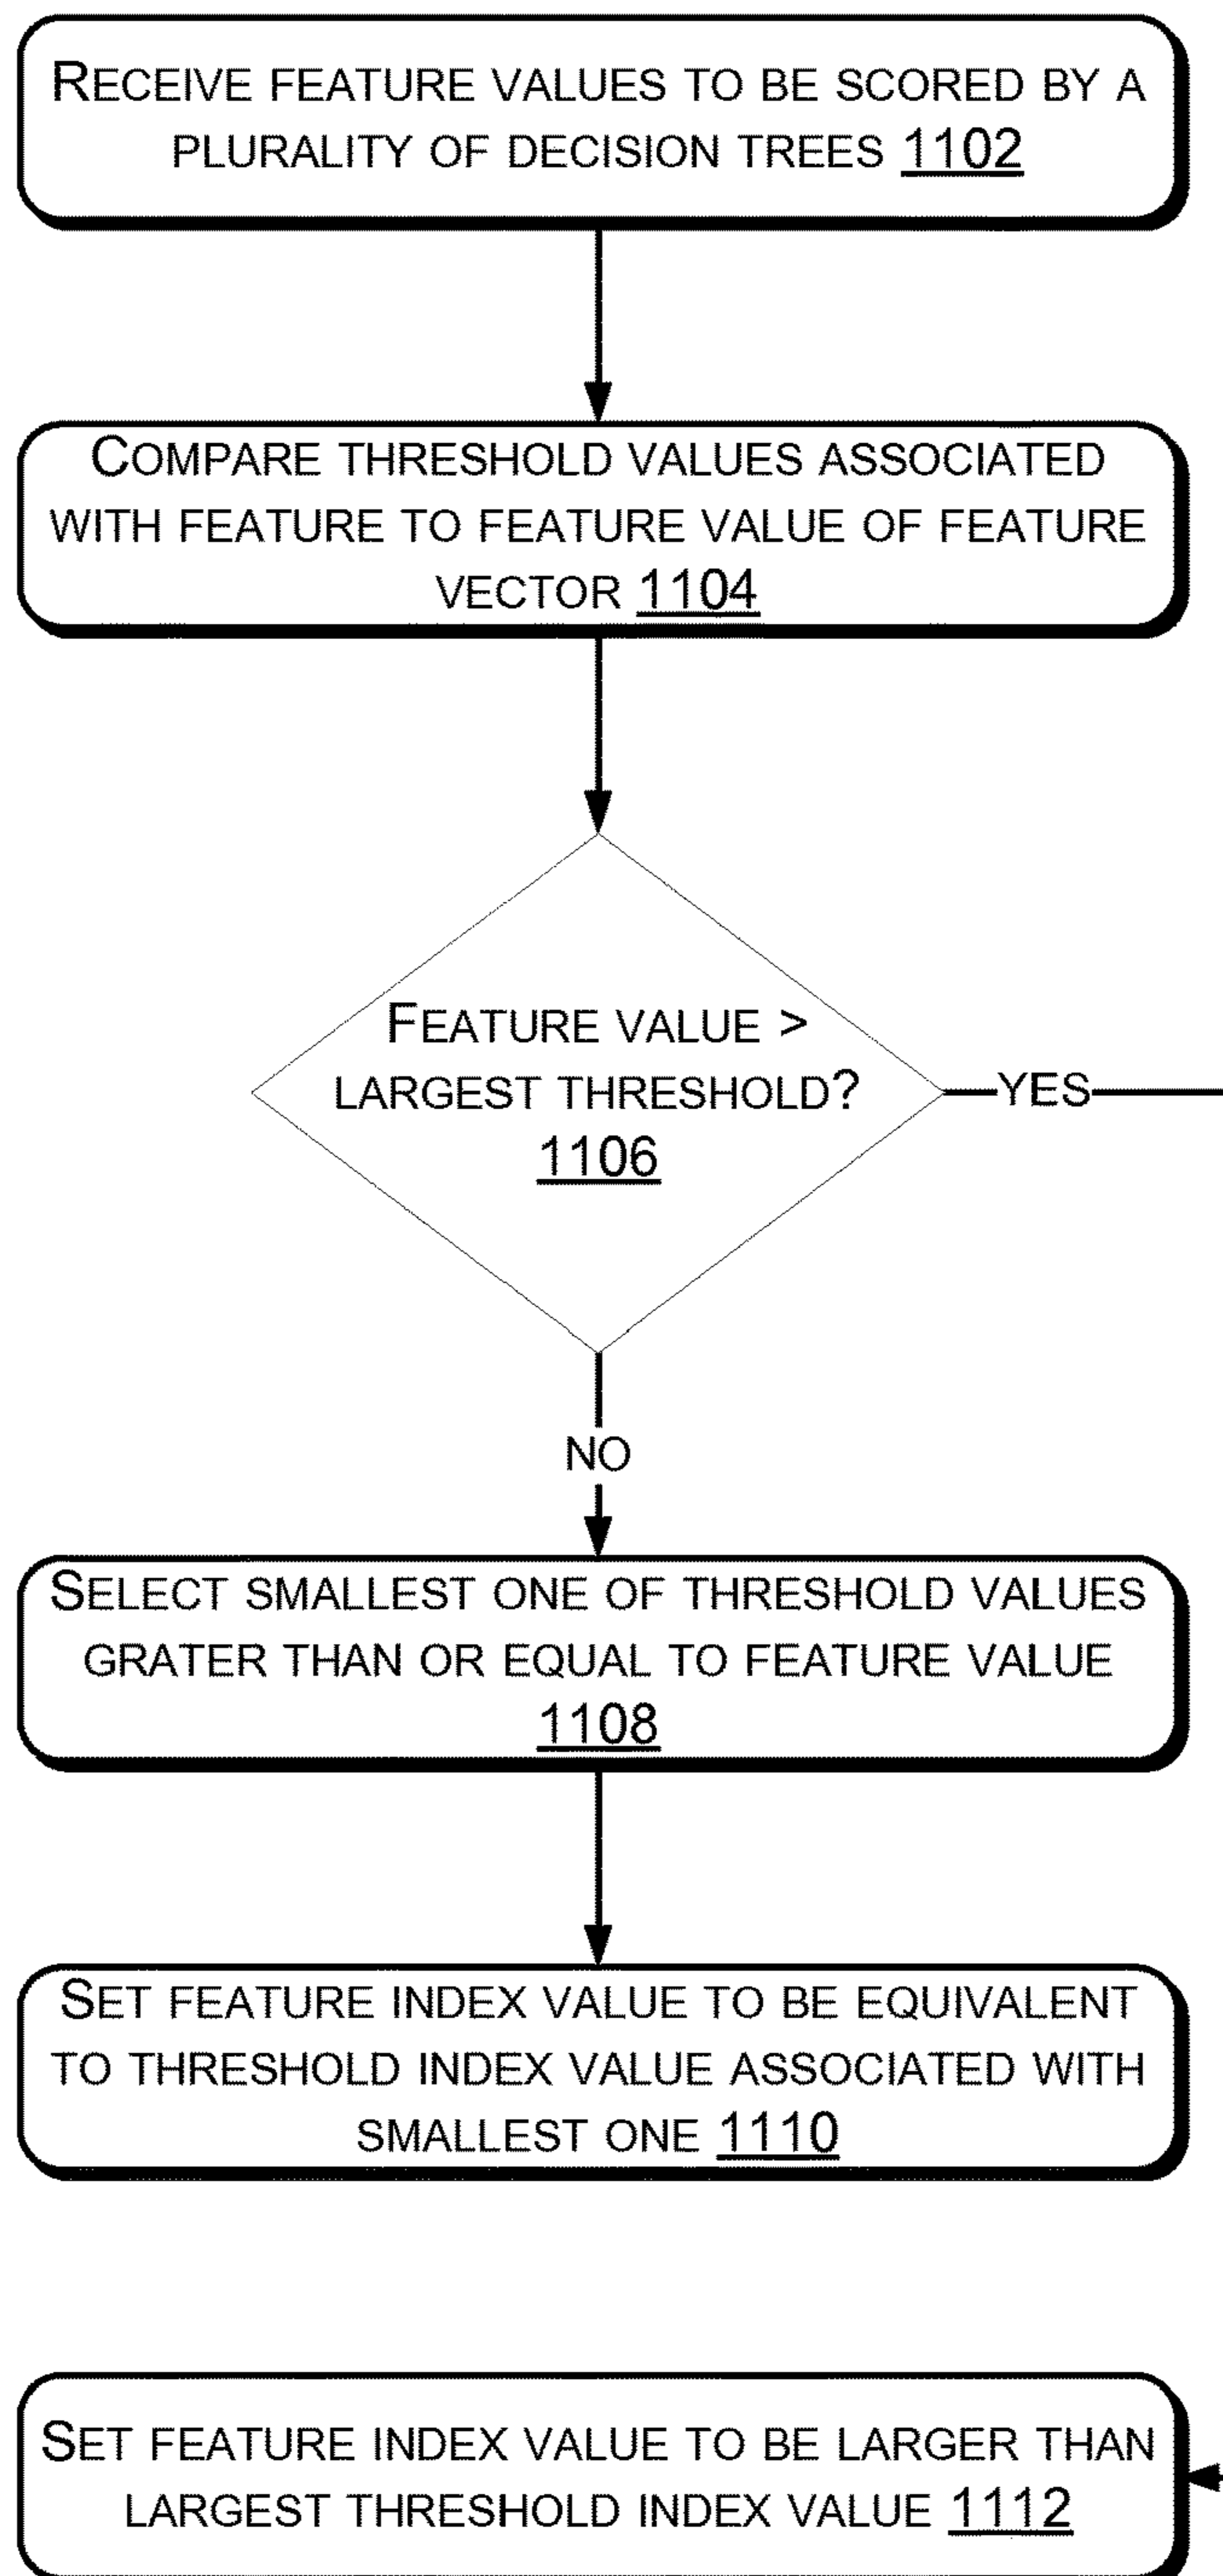 RECEIVE FEATURE VALUES TO BE SCORED BY A
PLURALITY OF DECISION TREES 1102
COMPARE THRESHOLD VALUES ASSOCIATED
WITH FEATURE TO FEATURE VALUE OF FEATURE
VECTOR 1104
FEATURE VALUE >
LARGEST THRESHOLD?
1106
YES
NO
SELECT SMALLEST ONE OF THRESHOLD VALUES
GRATER THAN OR EQUAL TO FEATURE VALUE
1108
SET FEATURE INDEX VALUE TO BE EQUIVALENT
TO THRESHOLD INDEX VALUE ASSOCIATED WITH
SMALLEST ONE 1110
SET FEATURE INDEX VALUE TO BE LARGER THAN
LARGEST THRESHOLD INDEX VALUE 1112